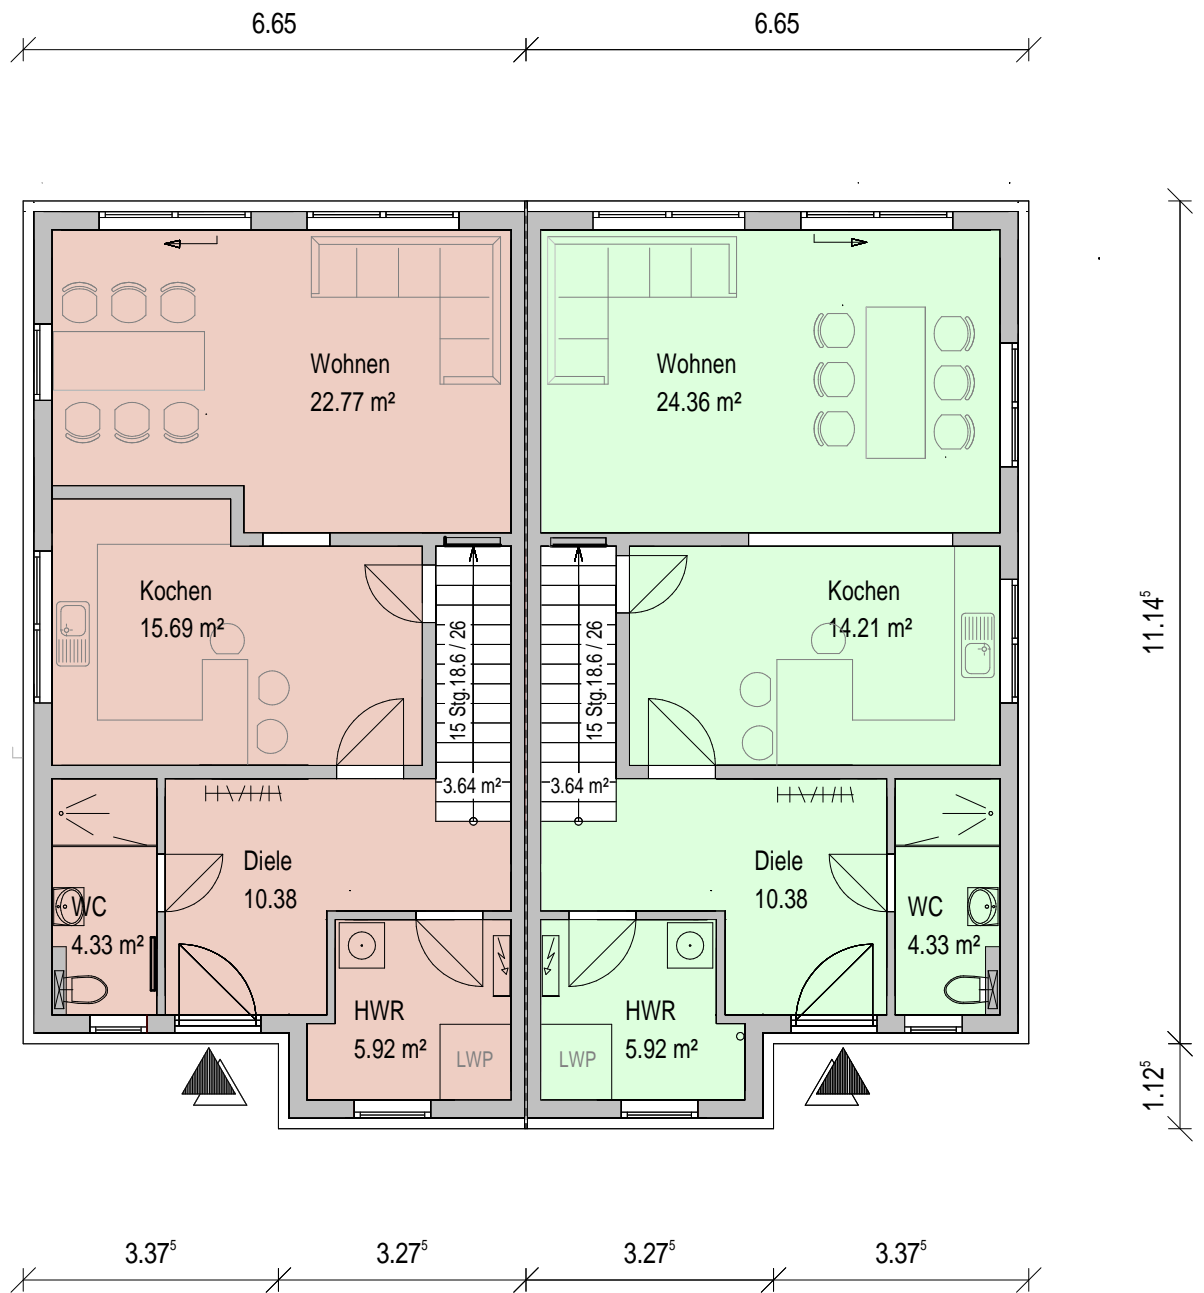 6.65
6.65
Wohnen
22.77 m²
Wohnen
24.36 m²
Kochen
15.69 m²
Kochen
14.21 m²
15 Stg.18.6 / 26
15 Stg.18.6 / 26
3.64 m²
3.64 m²
11.14⁵
Diele
10.38
Diele
10.38
WC
4.33 m²
WC
4.33 m²
HWR
5.92 m²
HWR
5.92 m²
LWP
LWP
1.12⁵
3.37⁵
3.27⁵
3.27⁵
3.37⁵